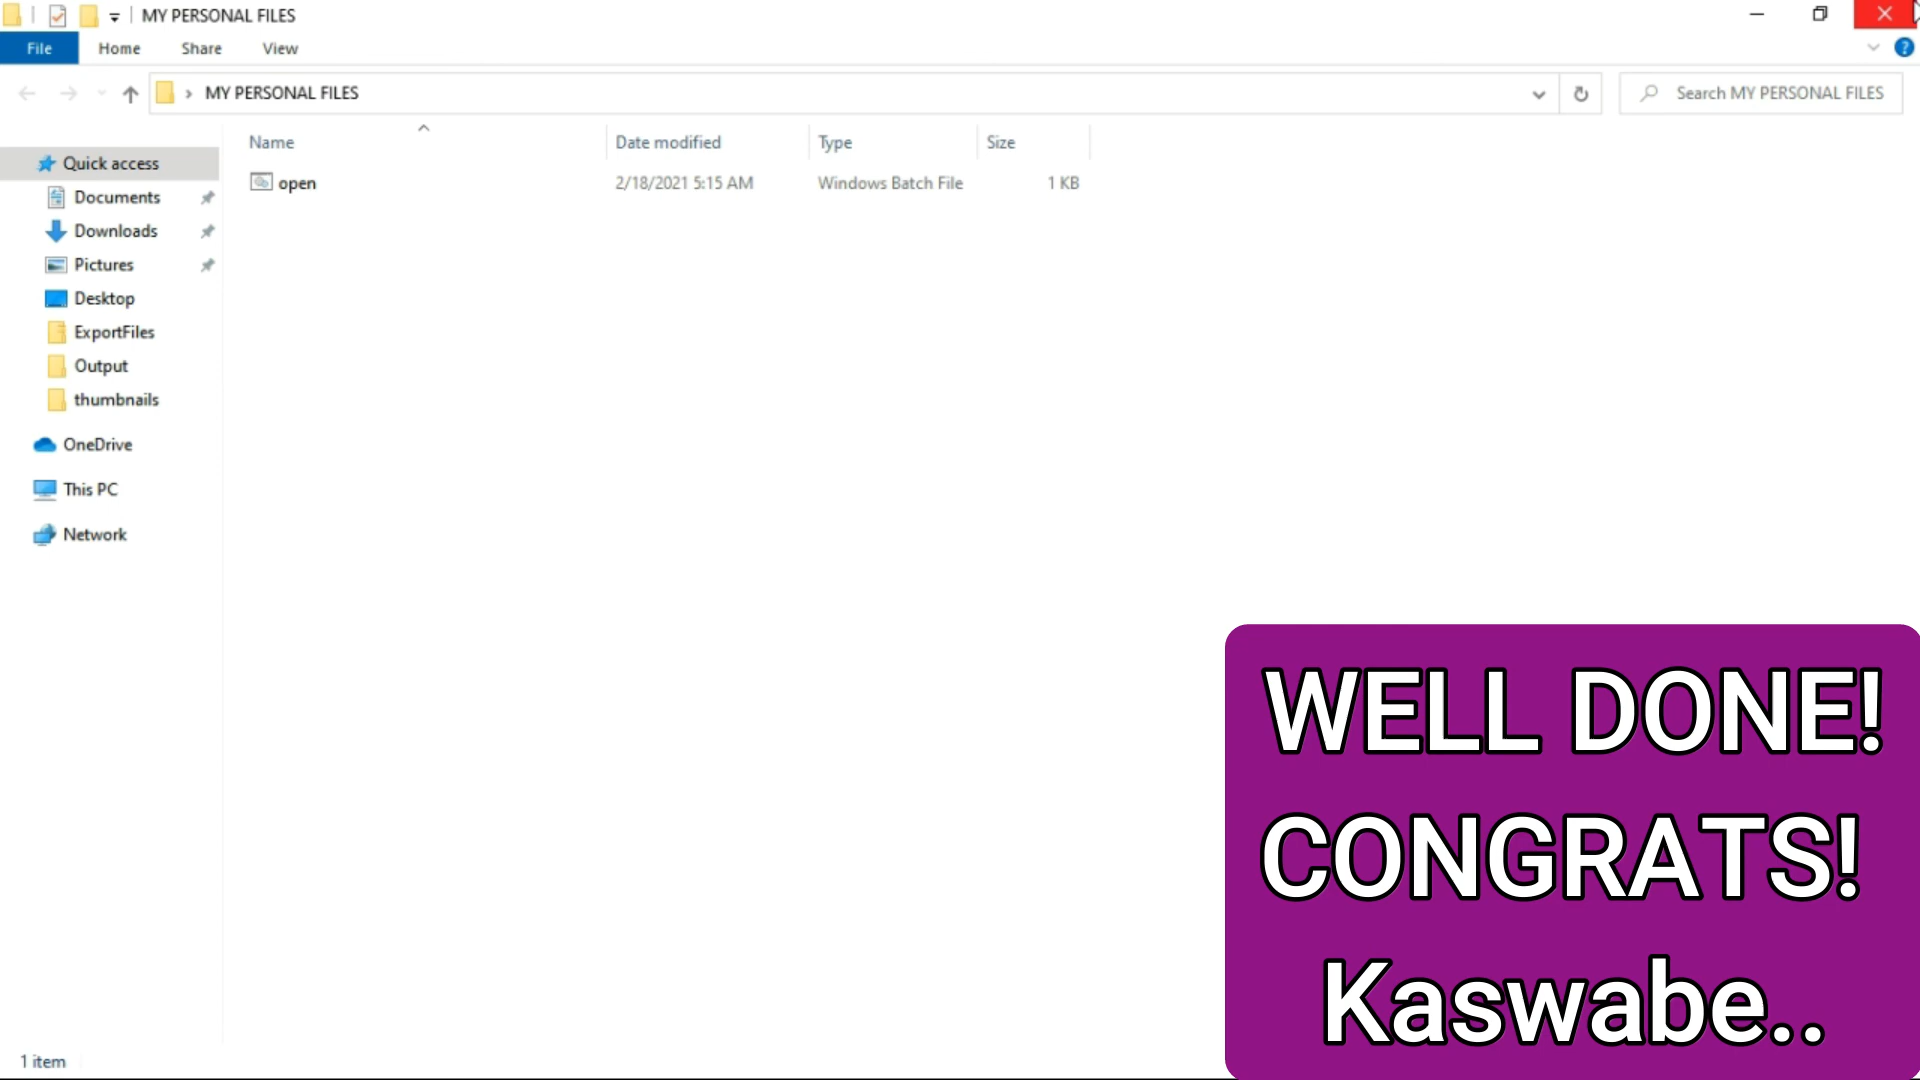 MY PERSONAL FILES
File Home Share View
MY PERSONAL FILES
Search MY PERSONAL FILES
Name Date modified Type Size
open 2/18/2021 5:15 AM Windows Batch File 1 KB
Quick access
Documents
Downloads
Pictures
Desktop
ExportFiles
Output
thumbnails
OneDrive
This PC
Network
WELL DONE!
CONGRATS!
Kaswabe..
1 item